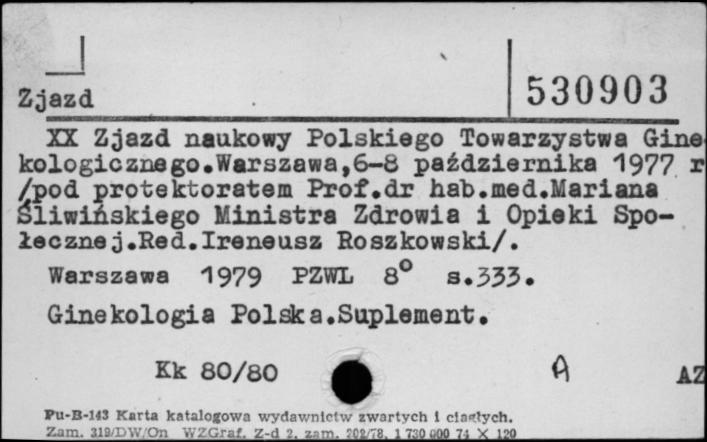 530903
Zjazd
XX Zjazd naukowy Polskiego Towarzystwa Gine
kologicznego.Warszawa,6-8 października 1977 r
/pod protektoratem Prof.dr hab.med.Mariana
Śliwińskiego Ministra Zdrowia i Opieki Spo-
łecznej.Red.Ireneusz Roszkowski/.
Warszawa 1979 PZWL 8° s.333.
Ginekologia Polska.Suplement.
Kk 80/80 A AZ
Pu-B-143 Karta katalogowa wydawnictw zwartych i ciągłych.
Zam. 319/DW/On WZGraf. Z-d 2. zam. 202/78. 1 730 000 74 X 120